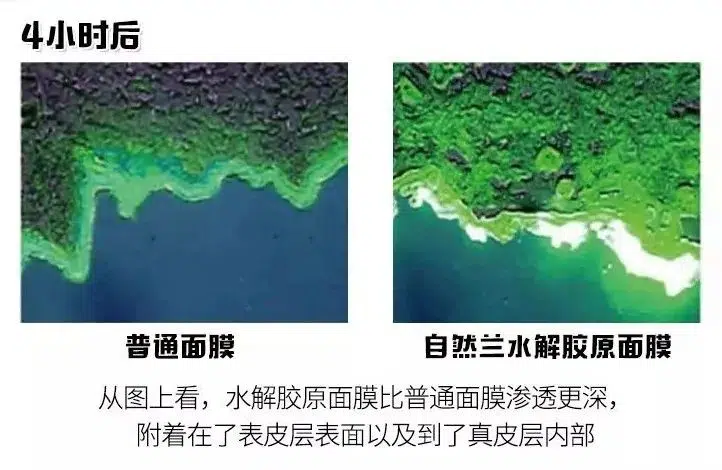 4小时后
普通面膜
自然兰水解胶原面膜
从图上看，水解胶原面膜比普通面膜渗透更深，
附着在了表皮层表面以及到了真皮层内部